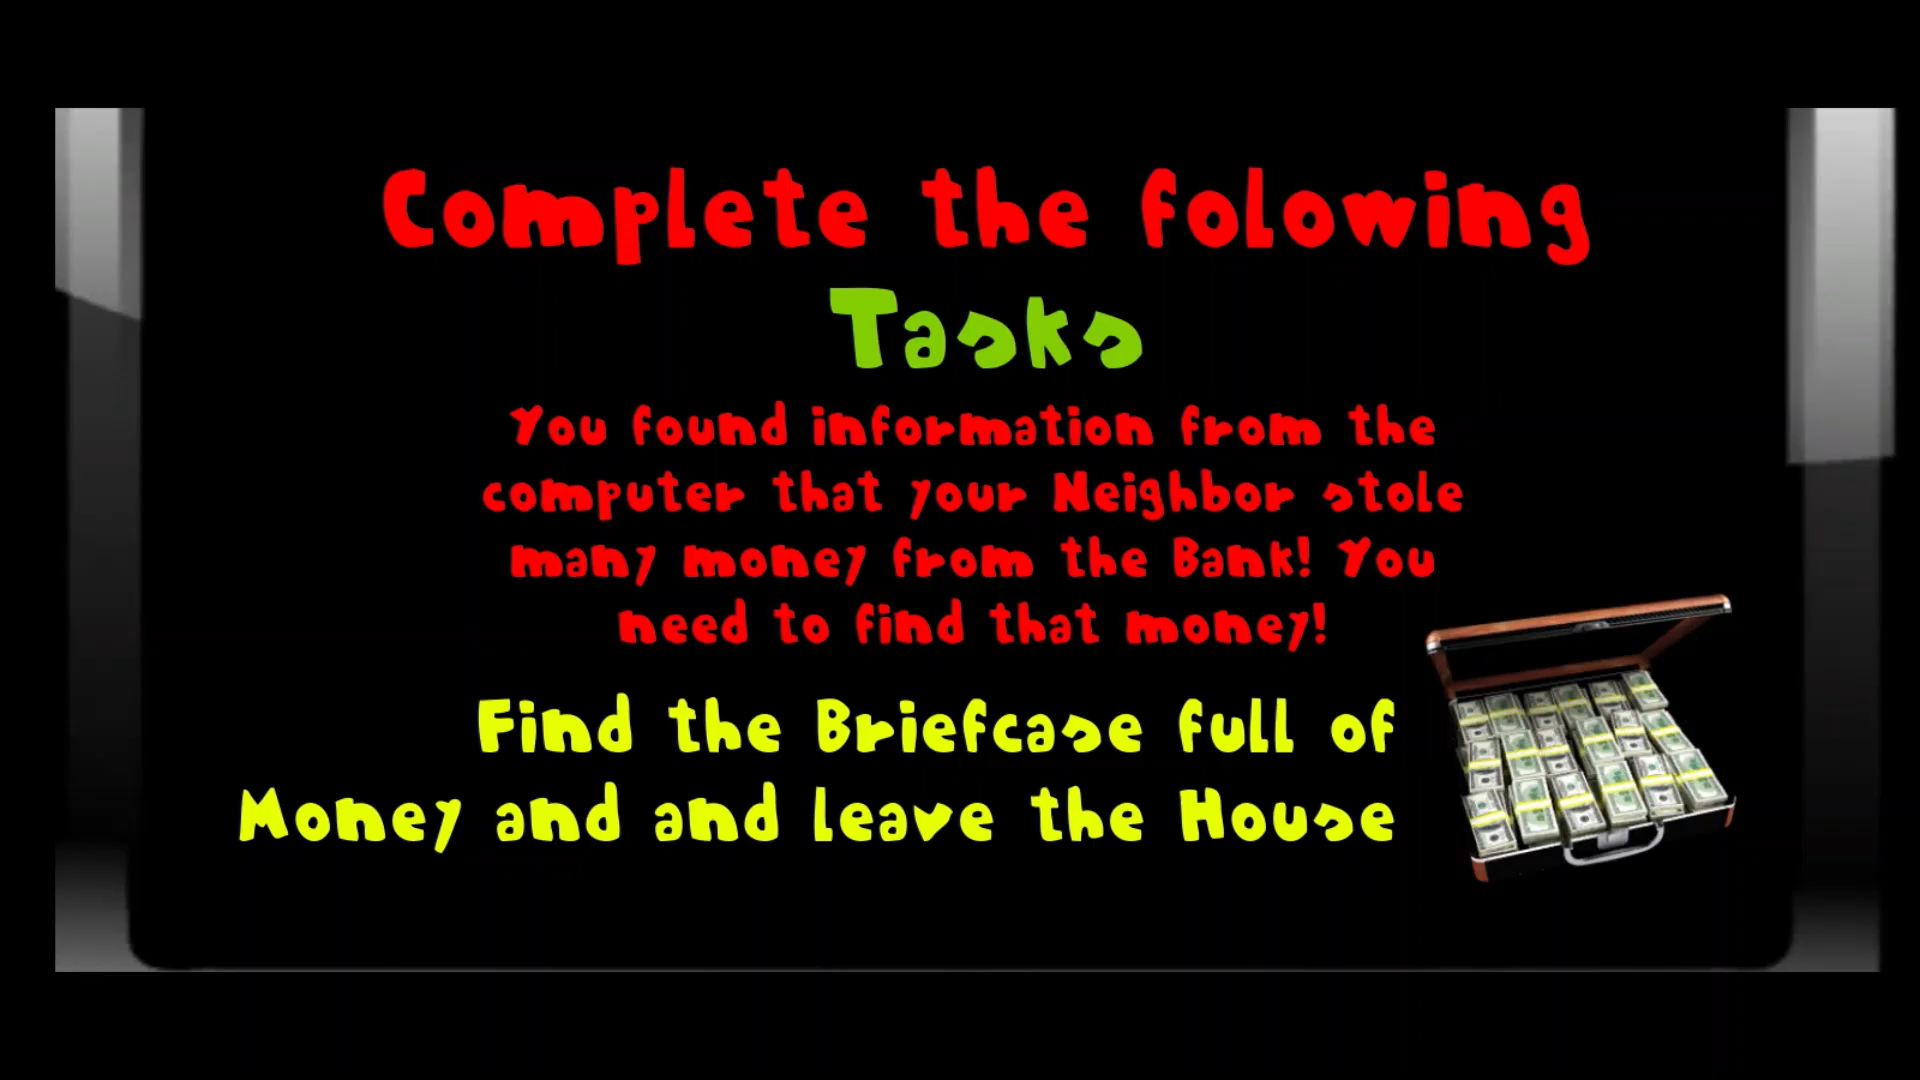 Complete the folowing
Tasks
You found information from the
computer that your Neighbor stole
many money from the Bank! You
need to find that money!
Find the Briefcase full of
Money and and leave the House